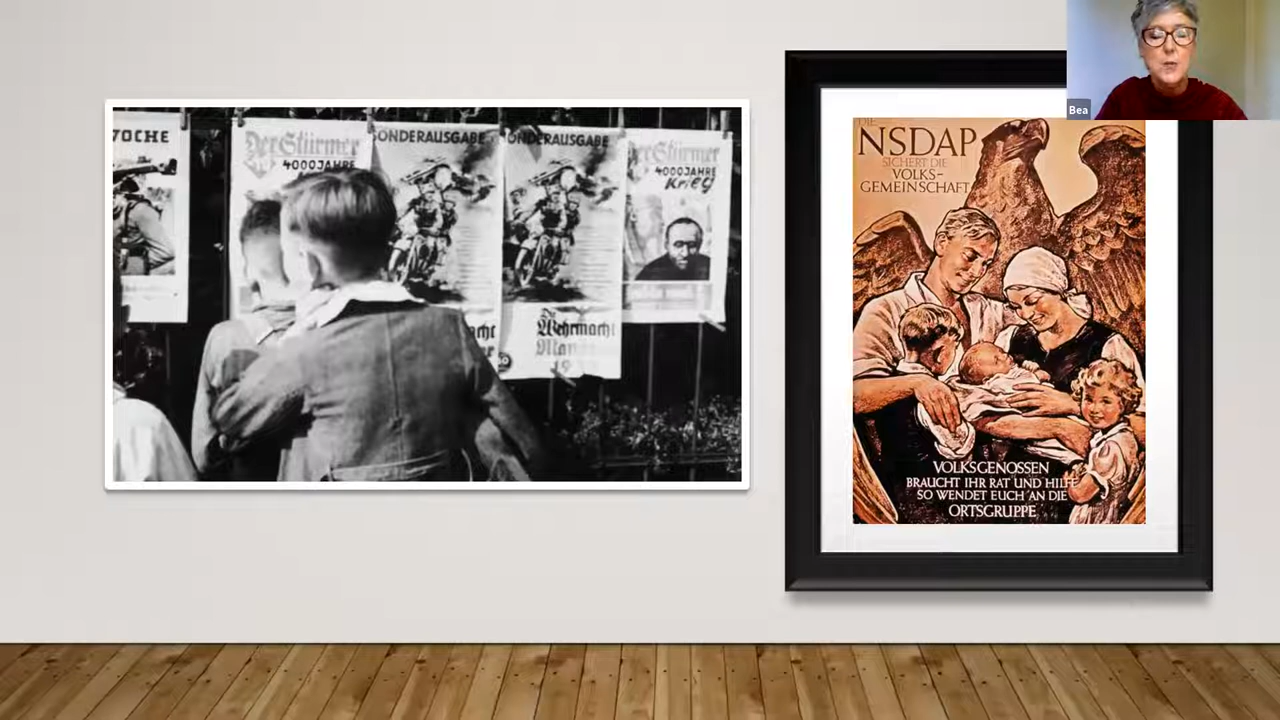 WOCHE
Der Stürmer
4000 JAHRE
SONDERAUSGABE
SONDERAUSGABE
Der Stürmer
4000 JAHRE
Krieg
Die
Wehrmacht
DIE
NSDAP
SICHERT DIE
VOLKS-
GEMEINSCHAFT
VOLKSGENOSSEN
BRAUCHT IHR RAT UND HILFE
SO WENDET EUCH AN DIE
ORTSGRUPPE
Bea